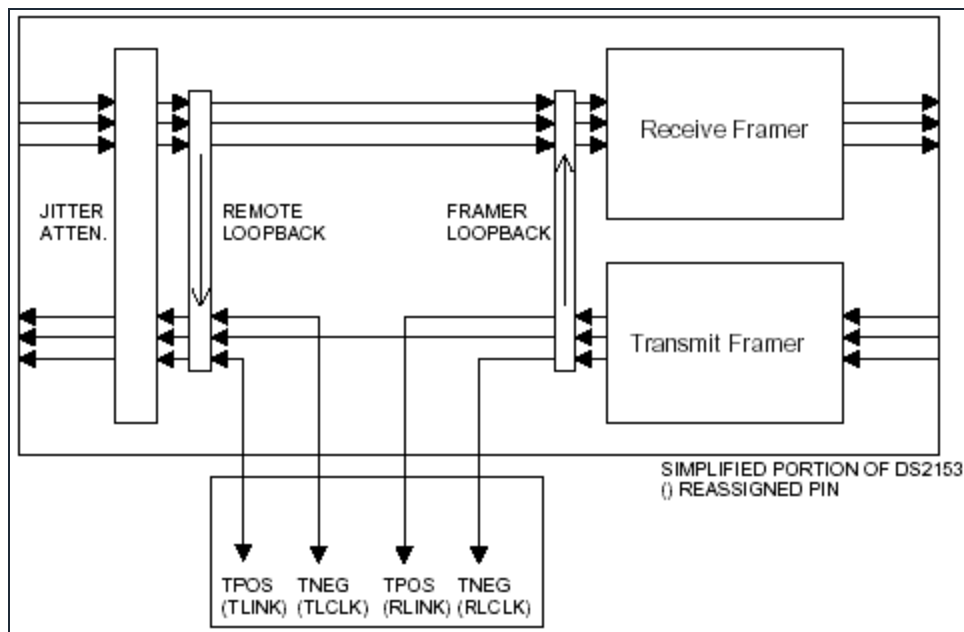 Receive Framer
JITTER
ATTEN.
REMOTE
LOOPBACK
FRAMER
LOOPBACK
Transmit Framer
SIMPLIFIED PORTION OF DS2153
() REASSIGNED PIN
TPOS
(TLINK)
TNEG
(TLCLK)
TPOS
(RLINK)
TNEG
(RLCLK)